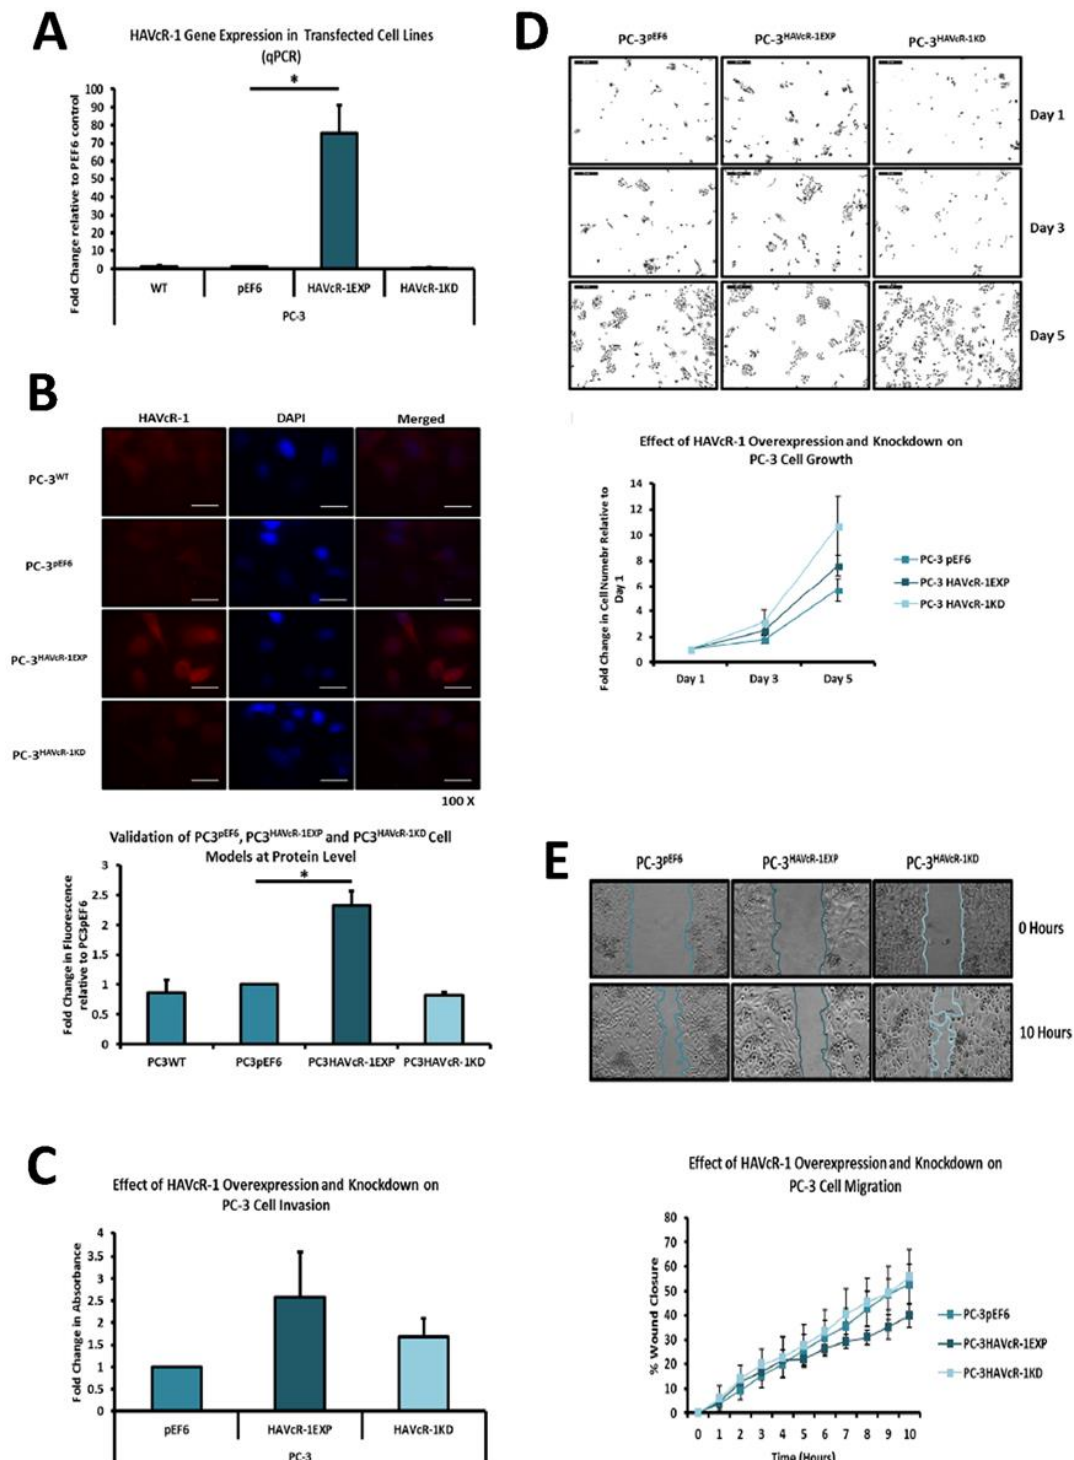 A
HAVcR-1 Gene Expression in Transfected Cell Lines
(qPCR)
*
Fold Change relative to PEF6 control
100
90
80
70
60
50
40
30
20
10
0
WT pEF6 HAVcR-1EXP HAVcR-1KD
PC-3
B
HAVcR-1 DAPI Merged
PC-3WT
PC-3pEF6
PC-3HAVcR-1EXP
PC-3HAVcR-1KD
100 X
Validation of PC3pEF6, PC3HAVcR-1EXP and PC3HAVcR-1KD Cell
Models at Protein Level
*
Fold Change in Fluorescence
relative to PC3pEF6
3
2.5
2
1.5
1
0.5
0
PC3WT PC3pEF6 PC3HAVcR-1EXP PC3HAVcR-1KD
C
Effect of HAVcR-1 Overexpression and Knockdown on
PC-3 Cell Invasion
Fold Change in Absorbance
4
3.5
3
2.5
2
1.5
1
0.5
0
pEF6 HAVcR-1EXP HAVcR-1KD
PC-3
D
PC-3pEF6 PC-3HAVcR-1EXP PC-3HAVcR-1KD
Day 1
Day 3
Day 5
Effect of HAVcR-1 Overexpression and Knockdown on
PC-3 Cell Growth
Fold Change in Cell Numebr Relative to
Day 1
14
12
10
8
6
4
2
0
Day 1 Day 3 Day 5
PC-3 pEF6
PC-3 HAVcR-1EXP
PC-3 HAVcR-1KD
E
PC-3pEF6 PC-3HAVcR-1EXP PC-3HAVcR-1KD
0 Hours
10 Hours
Effect of HAVcR-1 Overexpression and Knockdown on
PC-3 Cell Migration
% Wound Closure
80
70
60
50
40
30
20
10
0
0 1 2 3 4 5 6 7 8 9 10
Time (Hours)
PC-3pEF6
PC-3HAVcR-1EXP
PC-3HAVcR-1KD